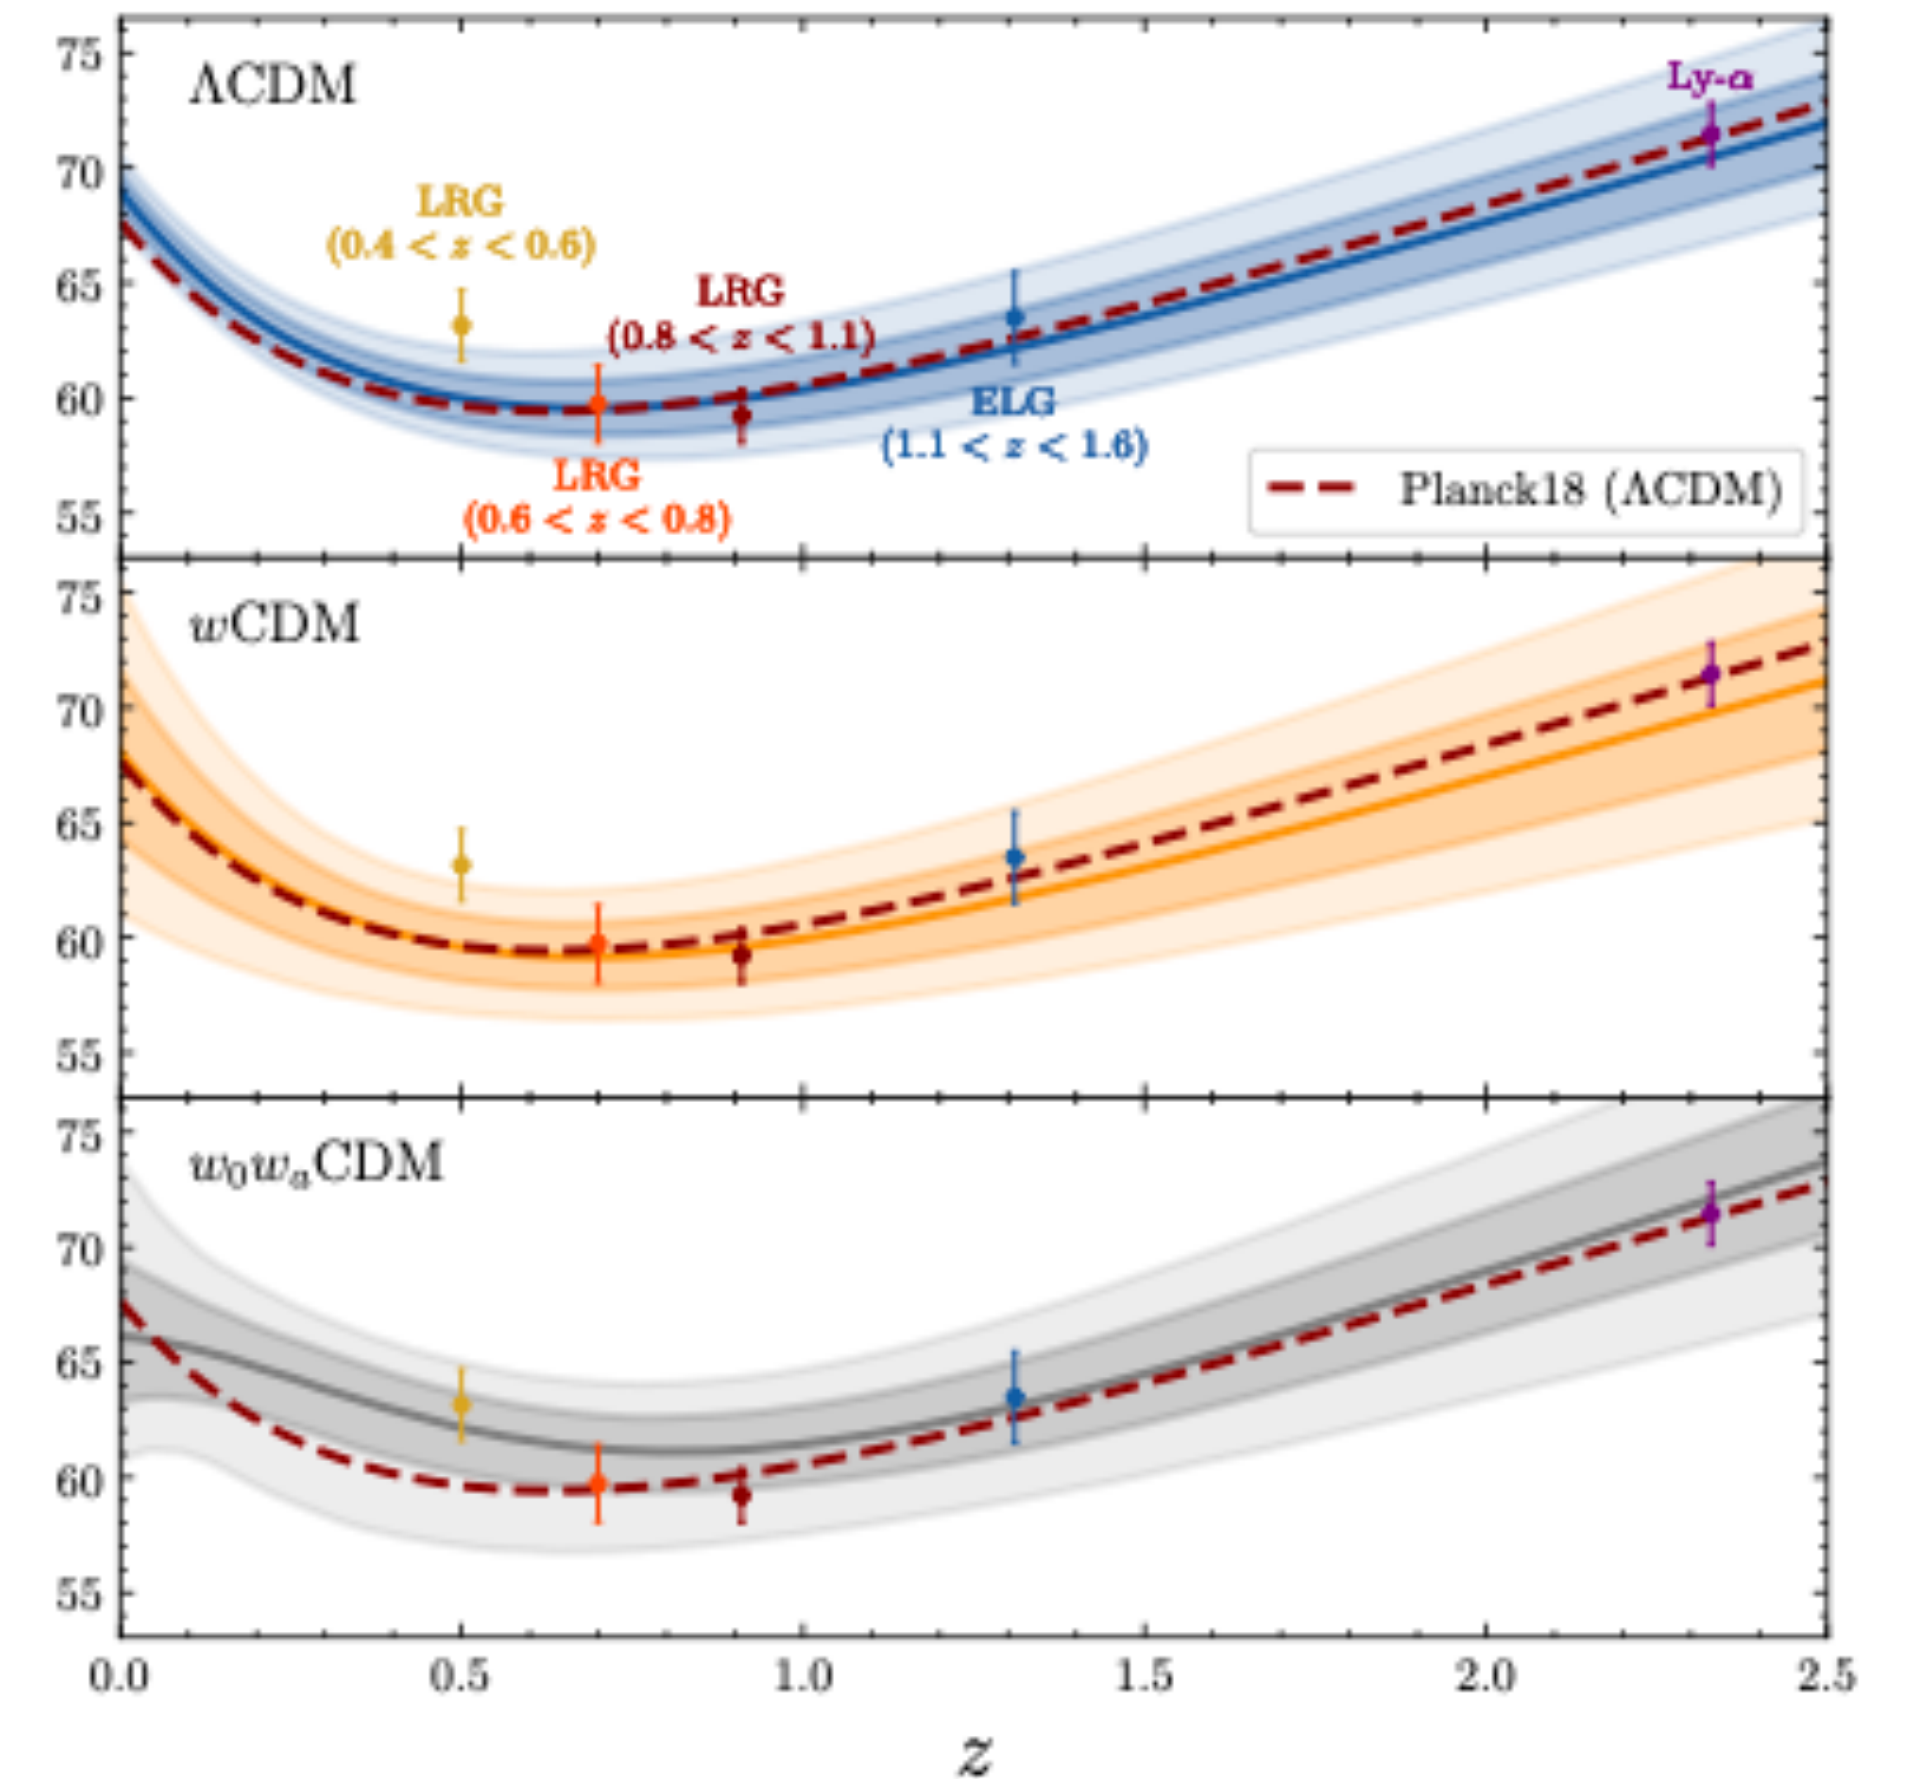 75
ΛCDM
Ly-α
70
LRG
(0.4 < z < 0.6)
65
LRG
(0.8 < z < 1.1)
60
ELG
(1.1 < z < 1.6)
LRG
(0.6 < z < 0.8)
Planck18 (ΛCDM)
55
75
wCDM
70
65
60
55
75
w₀wₐCDM
70
65
60
55
0.0 0.5 1.0 1.5 2.0 2.5
z